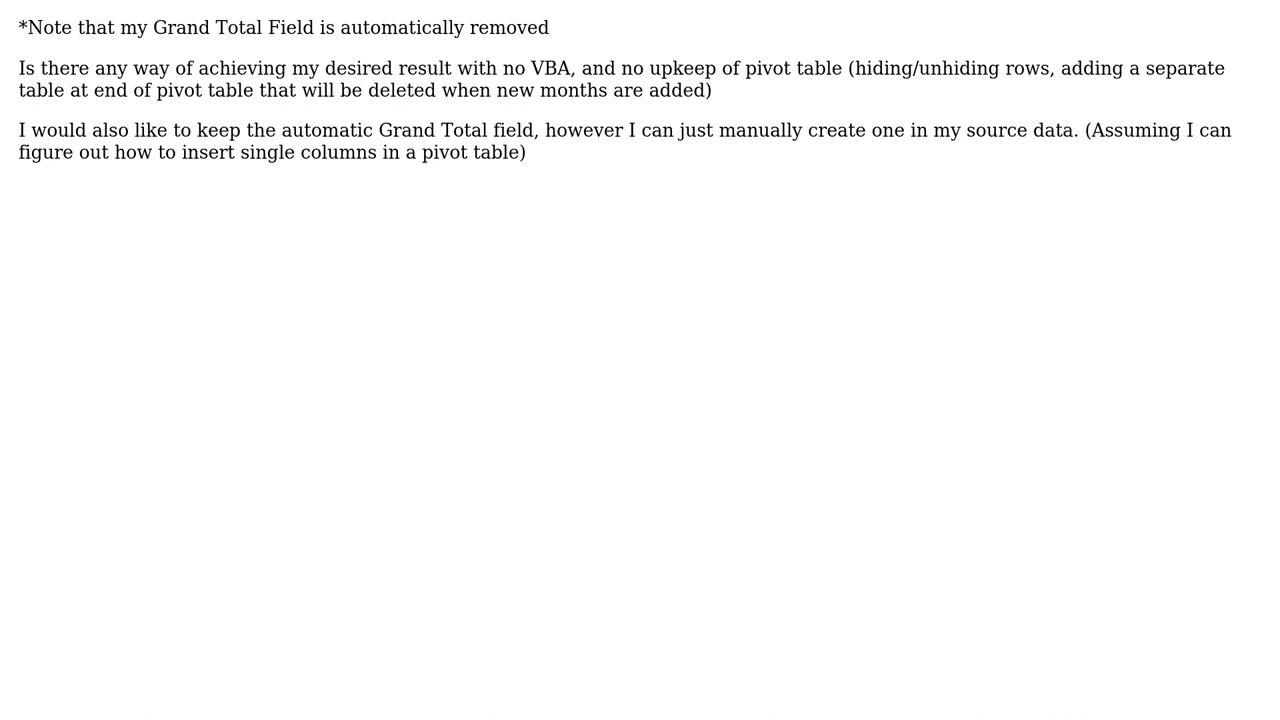 *Note that my Grand Total Field is automatically removed
Is there any way of achieving my desired result with no VBA, and no upkeep of pivot table (hiding/unhiding rows, adding a separate
table at end of pivot table that will be deleted when new months are added)
I would also like to keep the automatic Grand Total field, however I can just manually create one in my source data. (Assuming I can
figure out how to insert single columns in a pivot table)